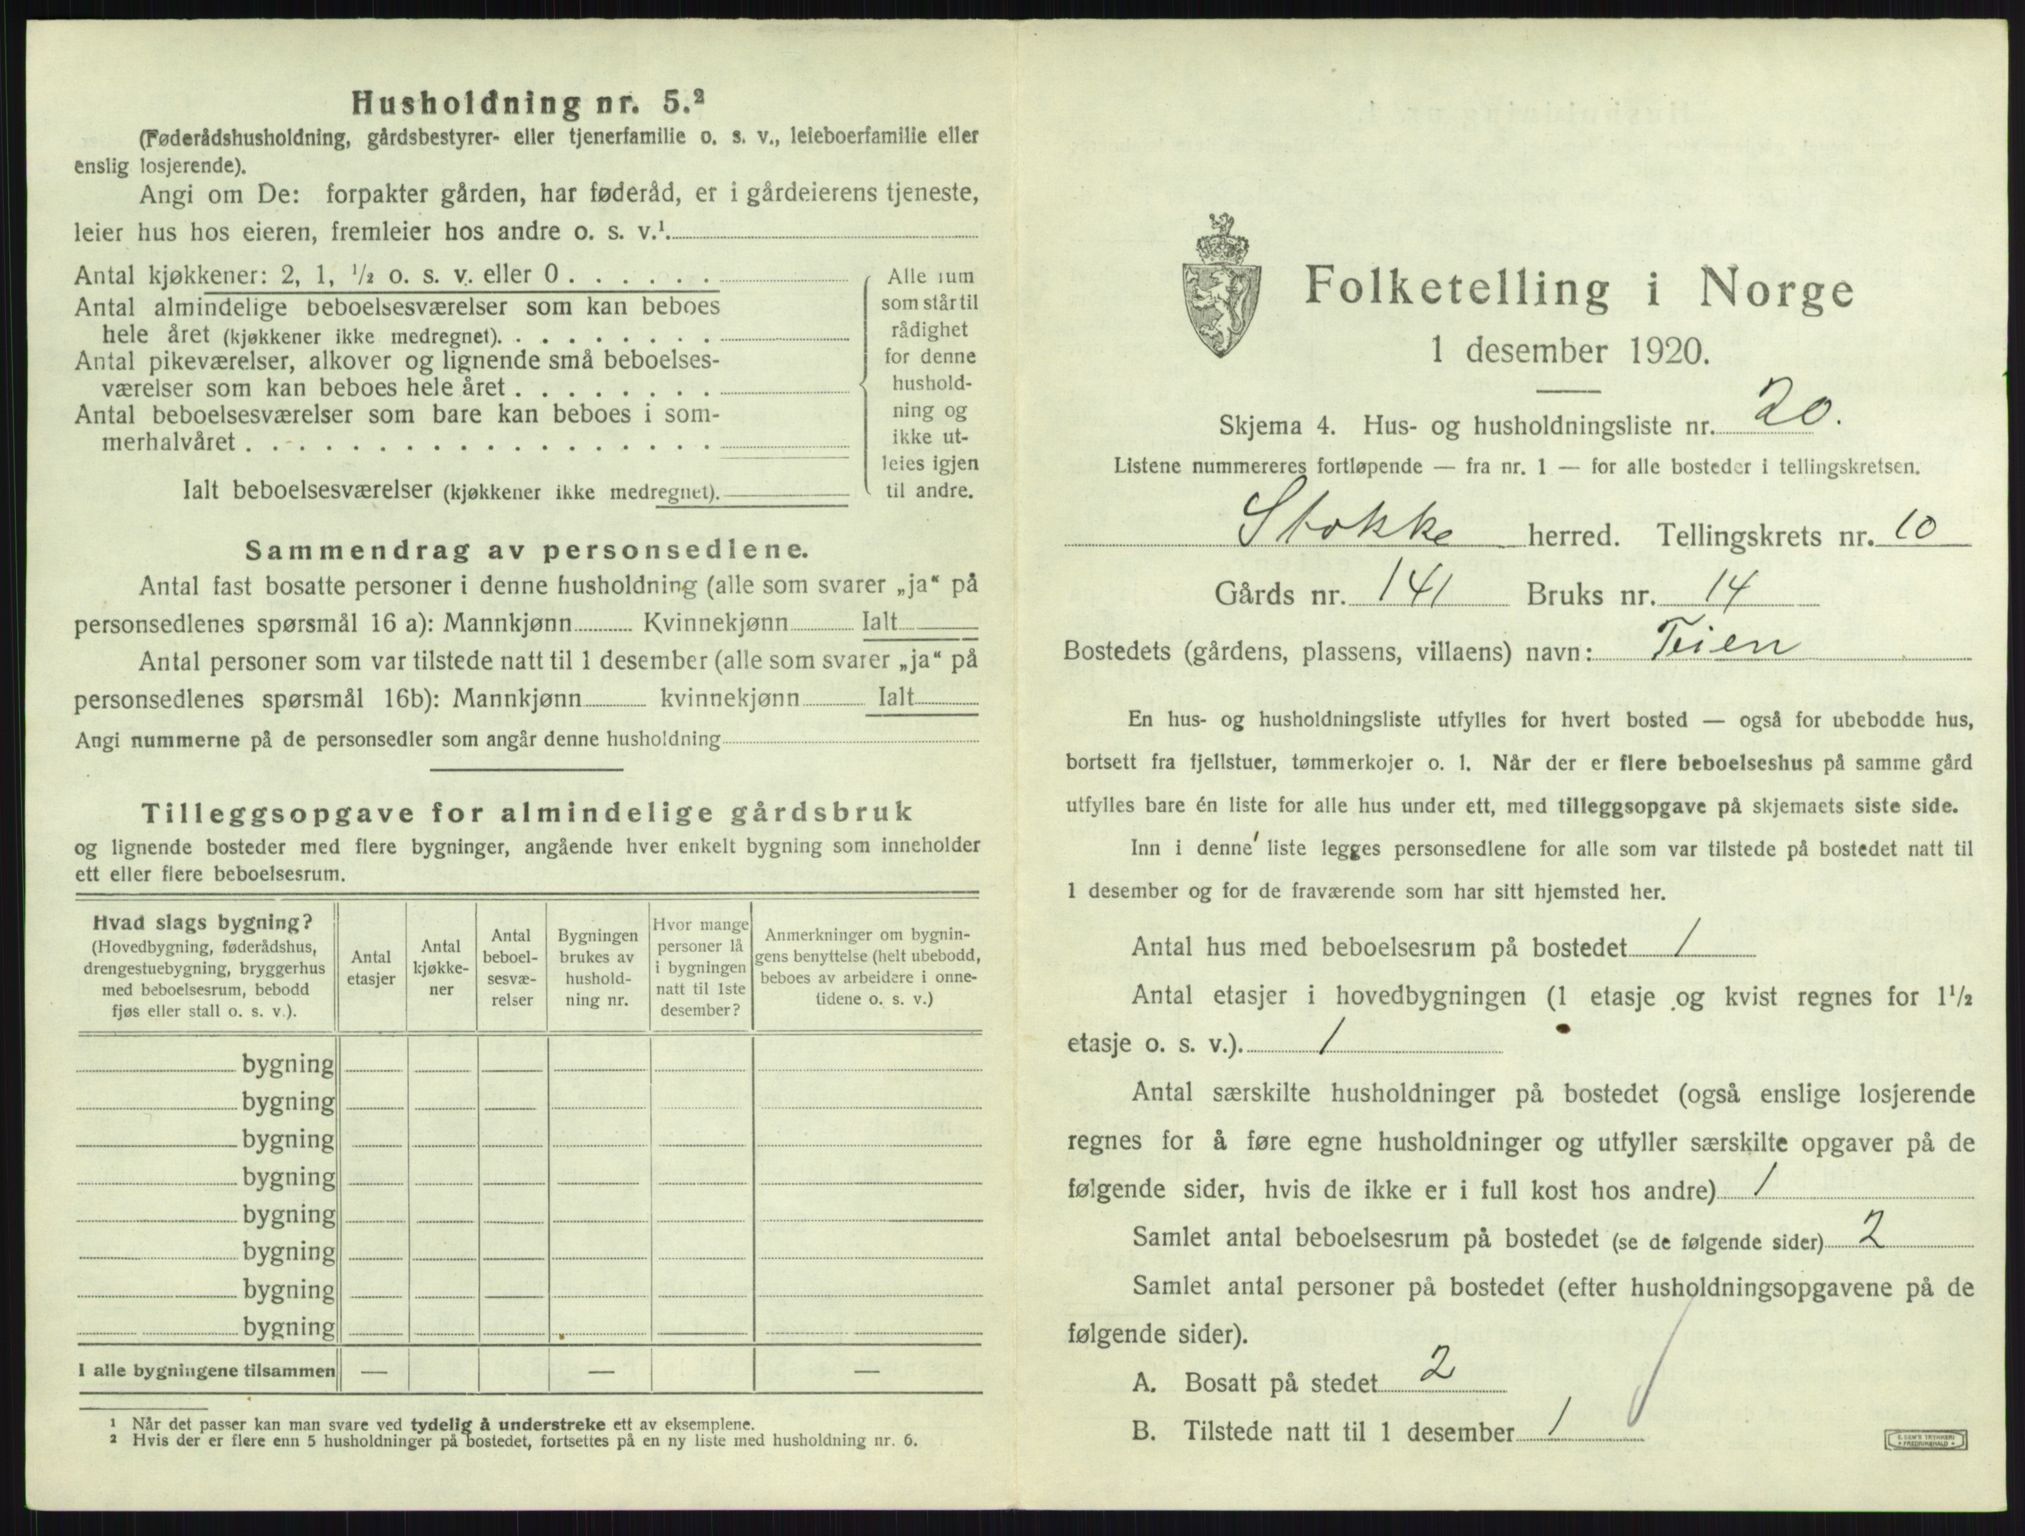 Husholdning nr. 5.²
(Føderådshusholdning, gårdsbestyrer- eller tjenerfamilie o. s. v., leieboerfamilie eller
enslig losjerende).
Angi om De: forpakter gården, har føderåd, er i gårdeierens tjeneste,
leier hus hos eieren, fremleier hos andre o. s. v.¹
Antal kjøkkener: 2, 1, ½ o. s. v. eller 0
Antal almindelige beboelsesværelser som kan beboes
hele året (kjøkkener ikke medregnet).
Antal pikeværelser, alkover og lignende små beboelses-
værelser som kan beboes hele året
Antal beboelsesværelser som bare kan beboes i som-
merhalvåret
Ialt beboelsesværelser (kjøkkener ikke medregnet).
Alle rum
som står til
rådighet
for denne
hushold-
ning og
ikke ut-
leies igjen
til andre.
Sammendrag av personsedlene.
Antal fast bosatte personer i denne husholdning (alle som svarer „ja“ på
personsedlenes spørsmål 16 a): Mannkjønn Kvinnekjønn Ialt
Antal personer som var tilstede natt til 1 desember (alle som svarer „ja“ på
personsedlenes spørsmål 16b): Mannkjønn kvinnekjønn Ialt
Angi nummerne på de personsedler som angår denne husholdning
Tilleggsopgave for almindelige gårdsbruk
og lignende bosteder med flere bygninger, angående hver enkelt bygning som inneholder
ett eller flere beboelsesrum.
Hvad slags bygning?
(Hovedbygning, føderådshus,
drengestuebygning, bryggerhus
med beboelsesrum, bebodd
fjøs eller stall o. s. v.).
Antal
etasjer
Antal
kjøkke-
ner
Antal
beboel-
sesvæ-
relser
Bygningen
brukes av
hushold-
ning nr.
Hvor mange
personer lå
i bygningen
natt til 1ste
desember?
Anmerkninger om bygnin-
gens benyttelse (helt ubebodd,
beboes av arbeidere i onne-
tidene o. s. v.)
bygning
bygning
bygning
bygning
bygning
bygning
bygning
bygning
I alle bygningene tilsammen — — —
¹ Når det passer kan man svare ved tydelig å understreke ett av eksemplene.
² Hvis der er flere enn 5 husholdninger på bostedet, fortsettes på en ny liste med husholdning nr. 6.
Folketelling i Norge
1 desember 1920.
Skjema 4. Hus- og husholdningsliste nr. 20.
Listene nummereres fortløpende — fra nr. 1 — for alle bosteder i tellingskretsen.
Stokke herred. Tellingskrets nr. 10
Gårds nr. 141 Bruks nr. 14
Bostedets (gårdens, plassens, villaens) navn: Teien
En hus- og husholdningsliste utfylles for hvert bosted — også for ubebodde hus,
bortsett fra fjellstuer, tømmerkojer o. l. Når der er flere beboelseshus på samme gård
utfylles bare én liste for alle hus under ett, med tilleggsopgave på skjemaets siste side.
Inn i denne liste legges personsedlene for alle som var tilstede på bostedet natt til
1 desember og for de fraværende som har sitt hjemsted her.
Antal hus med beboelsesrum på bostedet 1
Antal etasjer i hovedbygningen (1 etasje og kvist regnes for 1½
etasje o. s. v.). 1
Antal særskilte husholdninger på bostedet (også enslige losjerende
regnes for å føre egne husholdninger og utfyller særskilte opgaver på de
følgende sider, hvis de ikke er i full kost hos andre) 1
Samlet antal beboelsesrum på bostedet (se de følgende sider) 2
Samlet antal personer på bostedet (efter husholdningsopgavene på de
følgende sider).
A. Bosatt på stedet 2
B. Tilstede natt til 1 desember 1